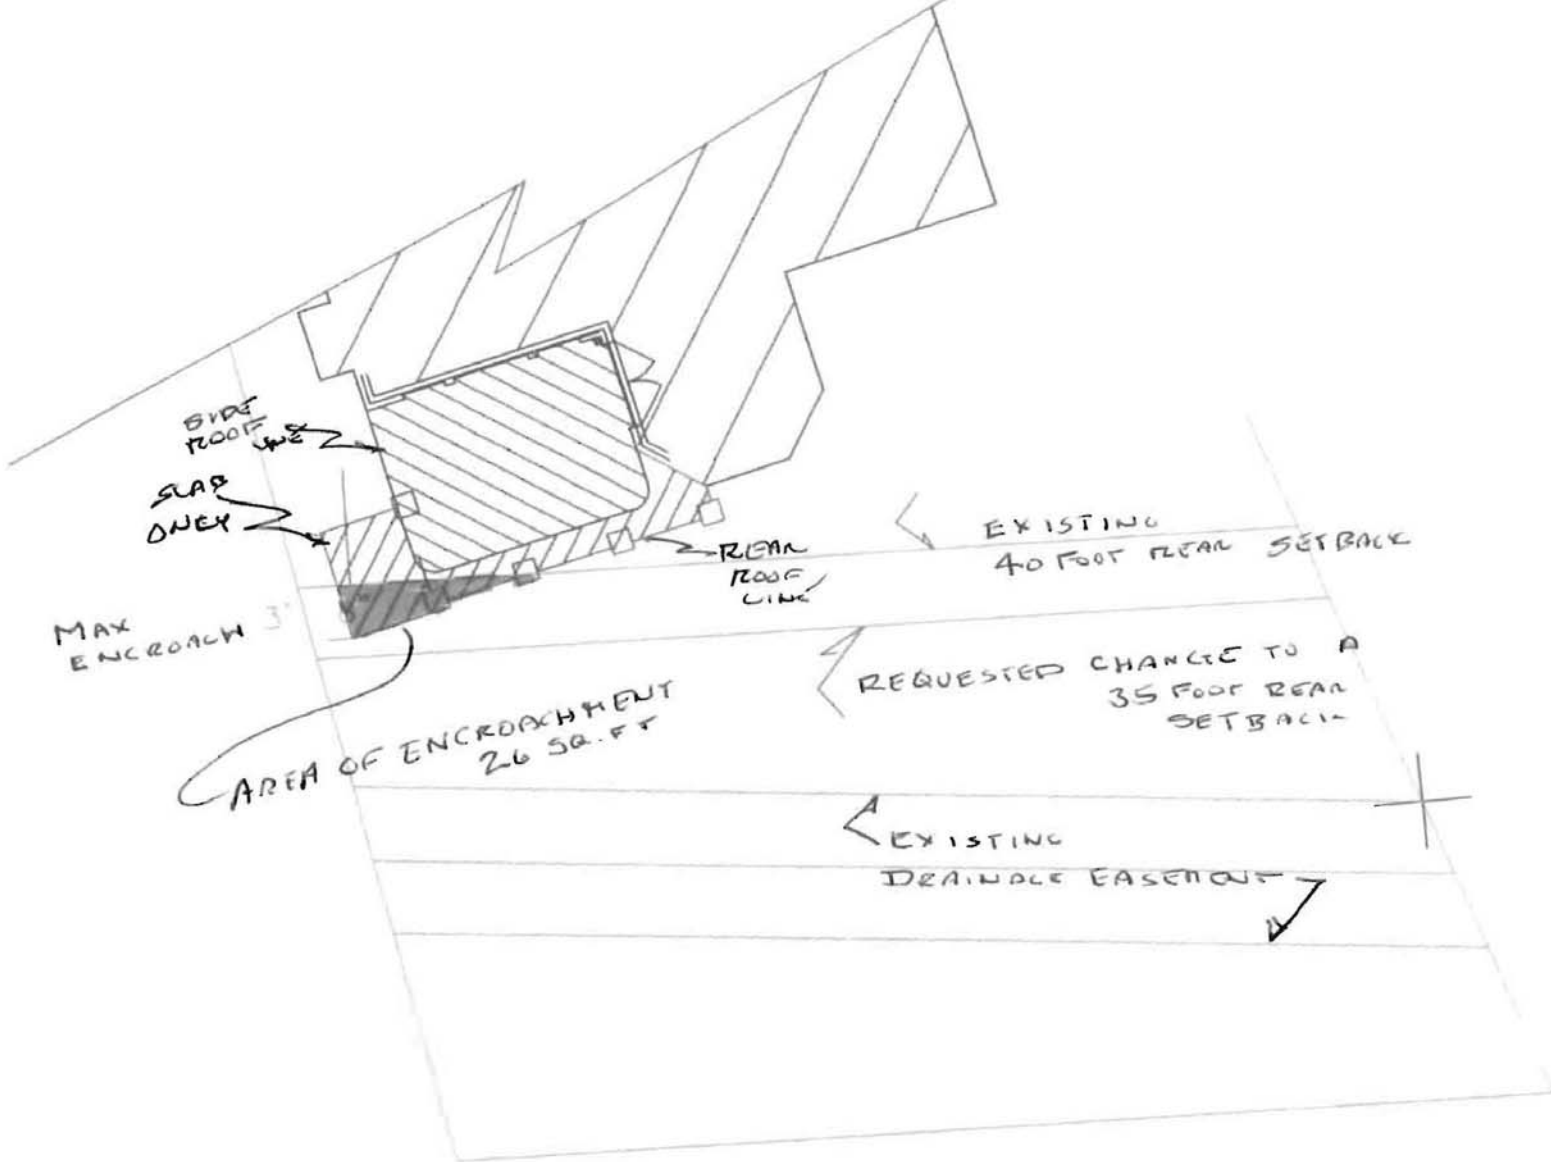 SIDE
ROOF
LINE
SLAB
ONLY
EXISTING
40 FOOT REAR SETBACK
REAR
ROOF
LINE
MAX
ENCROACH 3'
REQUESTED CHANGE TO A
35 FOOT REAR
SETBACK
AREA OF ENCROACHMENT
26 SQ. FT
EXISTING
DRAINAGE EASEMENT